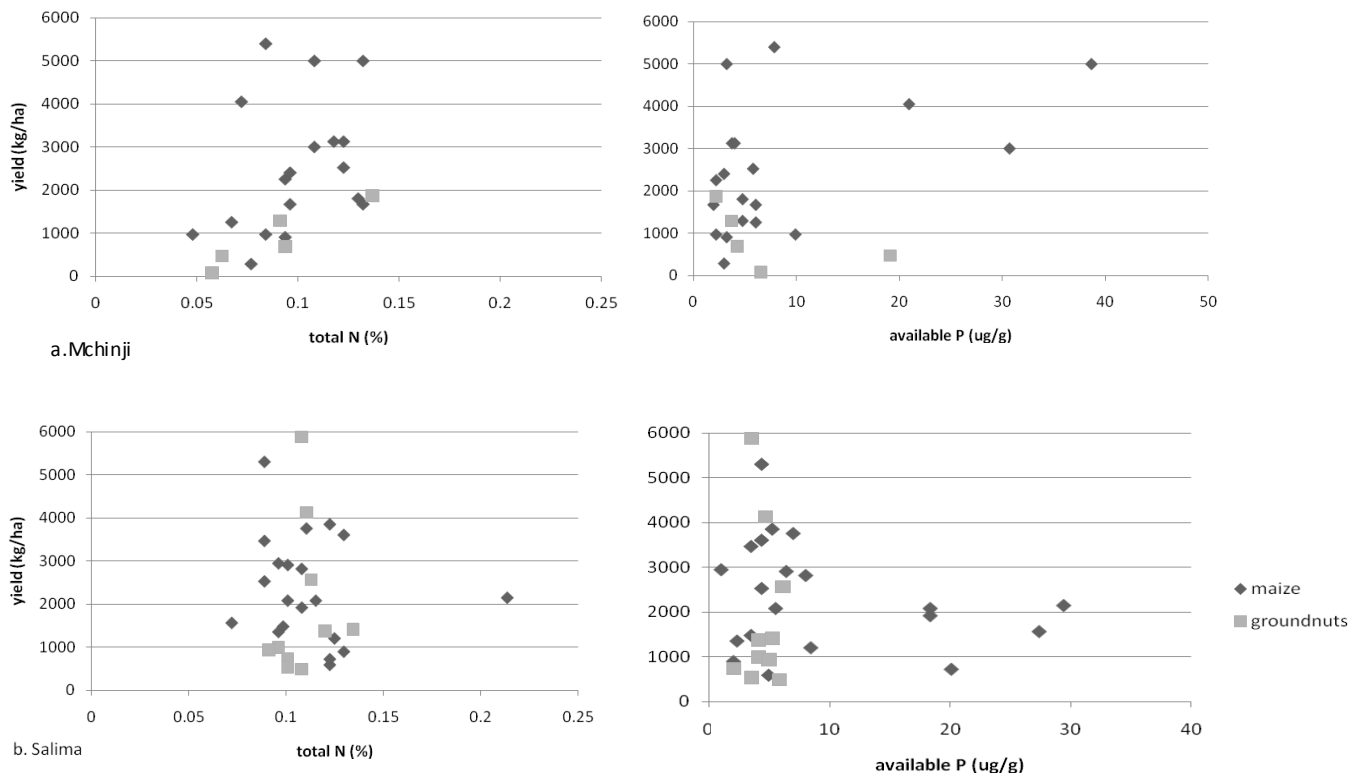 6000
5000
4000
3000
2000
1000
0
yield (kg/ha)
0 0.05 0.1 0.15 0.2 0.25
total N (%)
a.Mchinji
6000
5000
4000
3000
2000
1000
0
0 10 20 30 40 50
available P (ug/g)
6000
5000
4000
3000
2000
1000
0
yield (kg/ha)
0 0.05 0.1 0.15 0.2 0.25
total N (%)
b. Salima
6000
5000
4000
3000
2000
1000
0
0 10 20 30 40
available P (ug/g)
maize
groundnuts